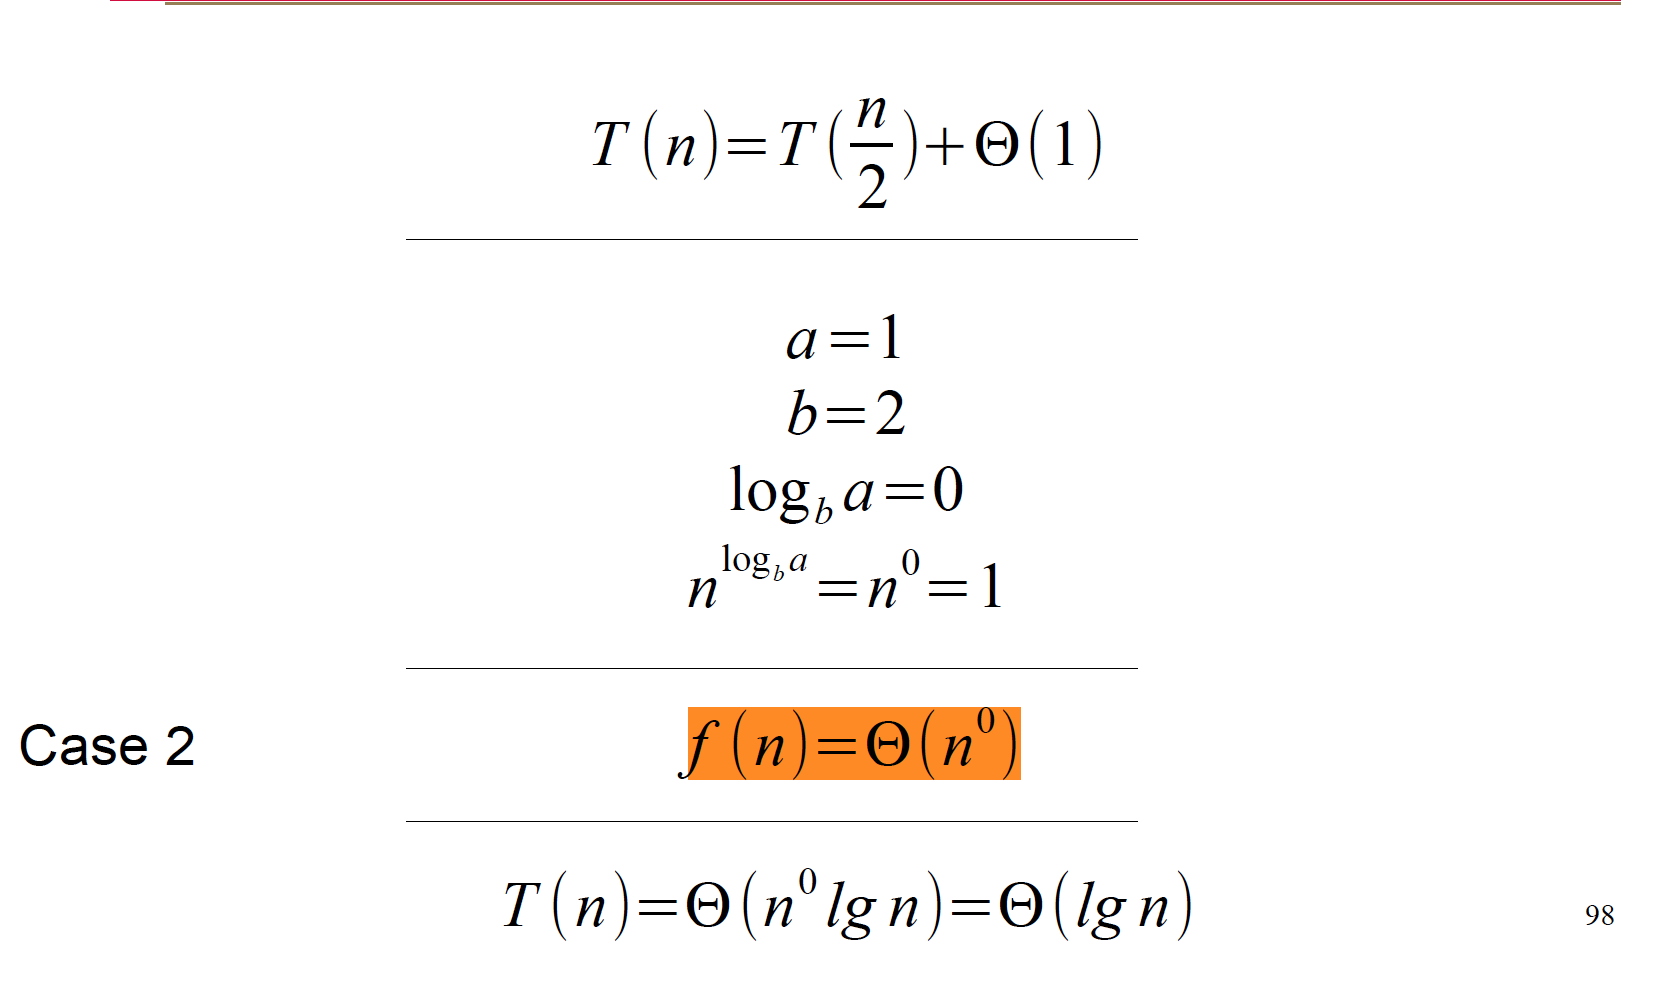 T(n)=T(n/2)+Θ(1)
a=1
b=2
log_b a=0
n^(log_b a)=n^0=1
Case 2 f(n)=Θ(n^0)
T(n)=Θ(n^0 lg n)=Θ(lg n)
98